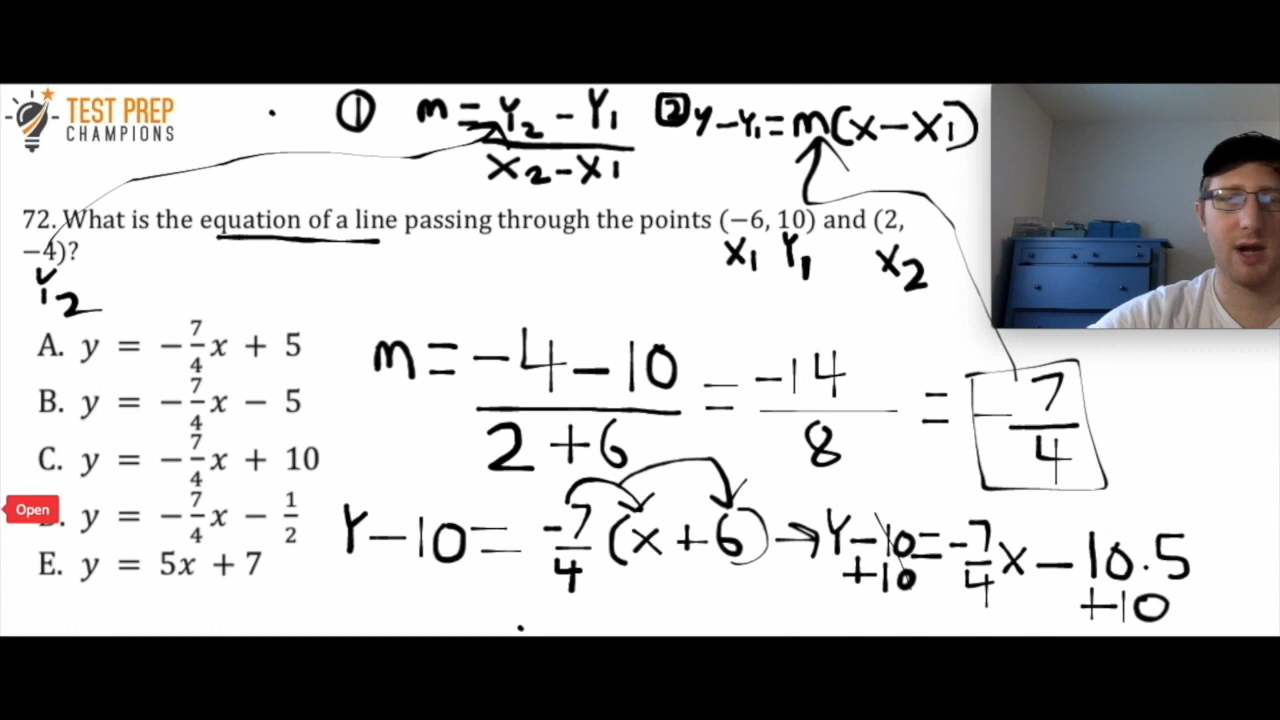 TEST PREP
CHAMPIONS
① m = Y₂ - Y₁ / X₂ - X₁
2 y - Y₁ = m(x - X₁)
72. What is the equation of a line passing through the points (−6, 10) and (2,
−4)?
X₁ Y₁ X₂
Y₂
A. y = −7/4x + 5
B. y = −7/4x − 5
C. y = −7/4x + 10
. y = −7/4x − 1/2
E. y = 5x + 7
Open
m = -4 - 10 / 2 + 6 = -14 / 8 = -7/4
Y - 10 = -7/4 (x + 6) → Y - 10 = -7/4 x - 10.5
+10 +10